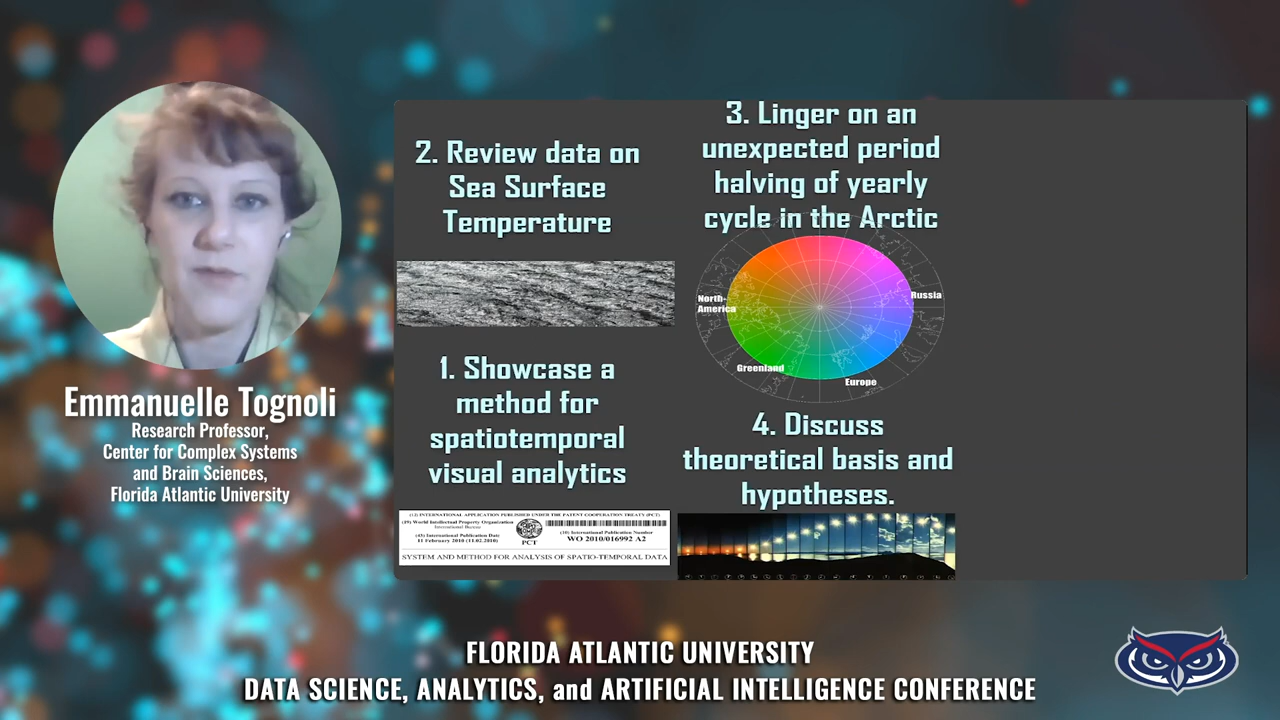 Emmanuelle Tognoli
Research Professor,
Center for Complex Systems
and Brain Sciences,
Florida Atlantic University
2. Review data on
Sea Surface
Temperature
1. Showcase a
method for
spatiotemporal
visual analytics
(12) INTERNATIONAL APPLICATION PUBLISHED UNDER THE PATENT COOPERATION TREATY (PCT)
(19) World Intellectual Property Organization
International Bureau
(43) International Publication Date
11 February 2010 (11.02.2010)
PCT
(10) International Publication Number
WO 2010/016992 A2
SYSTEM AND METHOD FOR ANALYSIS OF SPATIO-TEMPORAL DATA
3. Linger on an
unexpected period
halving of yearly
cycle in the Arctic
North-
America
Russia
Greenland
Europe
4. Discuss
theoretical basis and
hypotheses.
FLORIDA ATLANTIC UNIVERSITY
DATA SCIENCE, ANALYTICS, and ARTIFICIAL INTELLIGENCE CONFERENCE